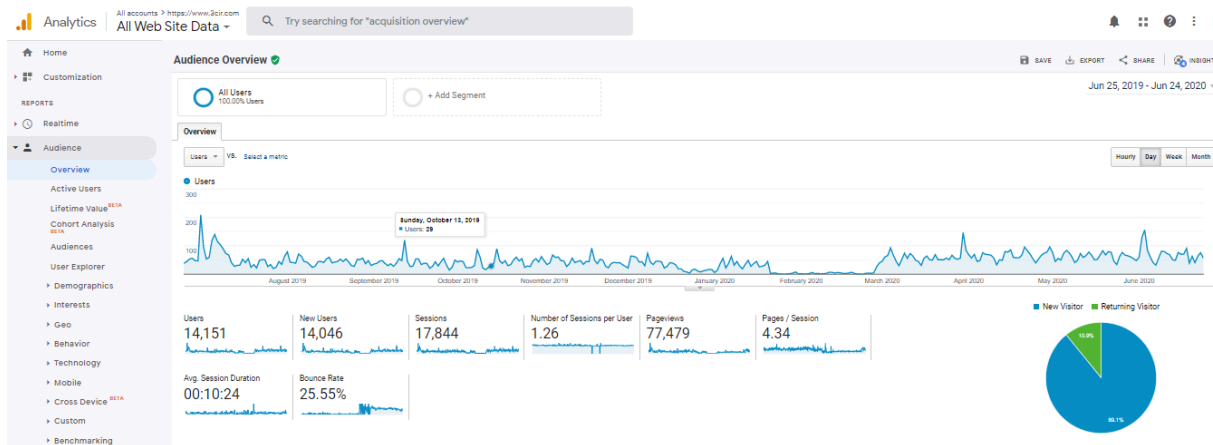 Analytics
All accounts > https://www.3cir.com
All Web Site Data
Try searching for "acquisition overview"
Home
Customization
REPORTS
Realtime
Audience
Overview
Active Users
Lifetime Value BETA
Cohort Analysis
BETA
Audiences
User Explorer
Demographics
Interests
Geo
Behavior
Technology
Mobile
Cross Device BETA
Custom
Benchmarking
Audience Overview
SAVE
EXPORT
SHARE
INSIGHT
All Users
100.00% Users
+ Add Segment
Jun 25, 2019 - Jun 24, 2020
Overview
Users
VS.
Select a metric
Hourly
Day
Week
Month
Users
300
200
100
Sunday, October 13, 2019
Users: 29
August 2019
September 2019
October 2019
November 2019
December 2019
January 2020
February 2020
March 2020
April 2020
May 2020
June 2020
Users
14,151
New Users
14,046
Sessions
17,844
Number of Sessions per User
1.26
Pageviews
77,479
Pages / Session
4.34
Avg. Session Duration
00:10:24
Bounce Rate
25.55%
New Visitor
Returning Visitor
10.9%
89.1%